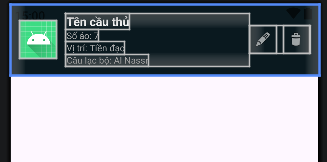 Tên cầu thủ
Số áo: 7
Vị trí: Tiền đạo
Câu lạc bộ: Al Nassr